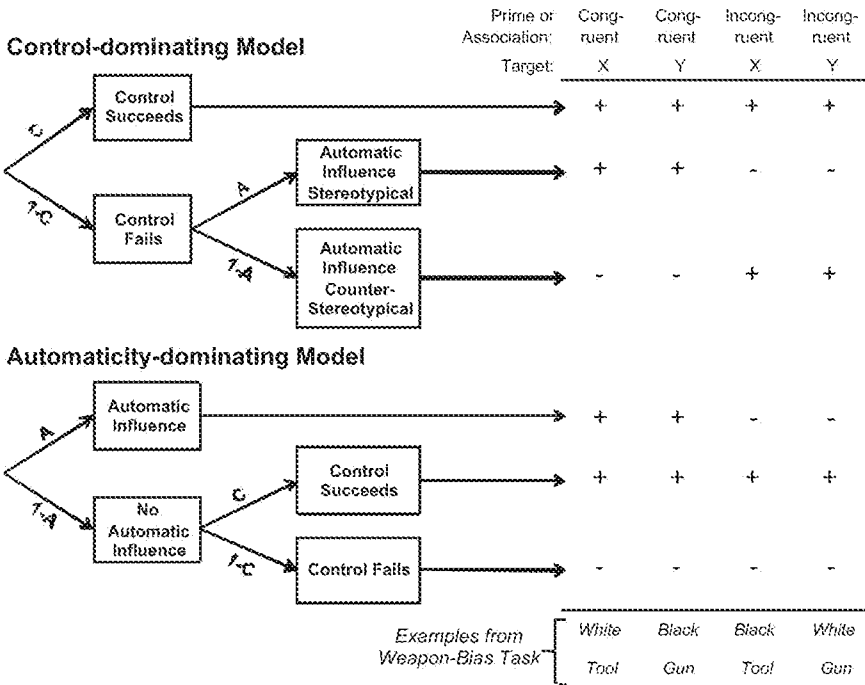 Prime or Association: Cong-ruent Cong-ruent Incong-ruent Incong-ruent
Control-dominating Model
Target: X Y X Y
Control Succeeds
+ + + +
C
Automatic Influence Stereotypical
+ + - -
A
1-C
Control Fails
1-A
Automatic Influence Counter-Stereotypical
- - + +
Automaticity-dominating Model
Automatic Influence
+ + - -
A
Control Succeeds
+ + + +
C
1-A
No Automatic Influence
1-C
Control Fails
- - - -
Examples from Weapon-Bias Task
White Black Black White
Tool Gun Tool Gun